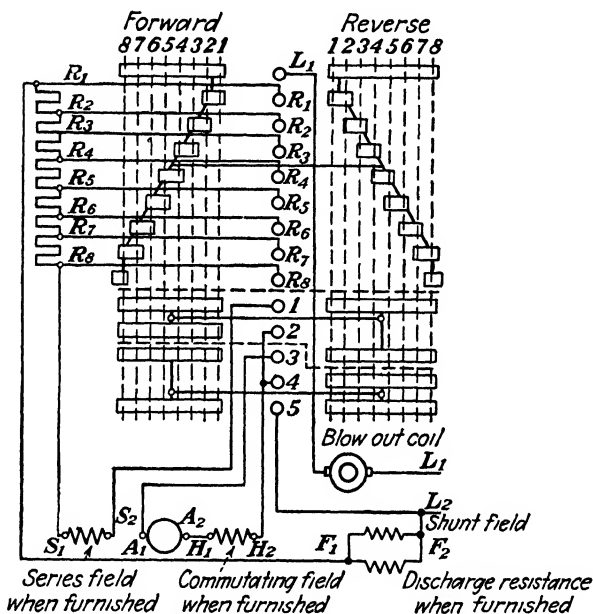 Forward Reverse
87654321 L1 12345678
R1
R1
R2
R2
R3
R3
R4
R4
R5
R5
R6
R6
R7
R7
R8
R8
1
2
3
4
5
Blow out coil
L1
L2
Shunt field
S1 S2 A1 A2 H1 H2 F1 F2
Series field
when furnished
Commutating field
when furnished
Discharge resistance
when furnished